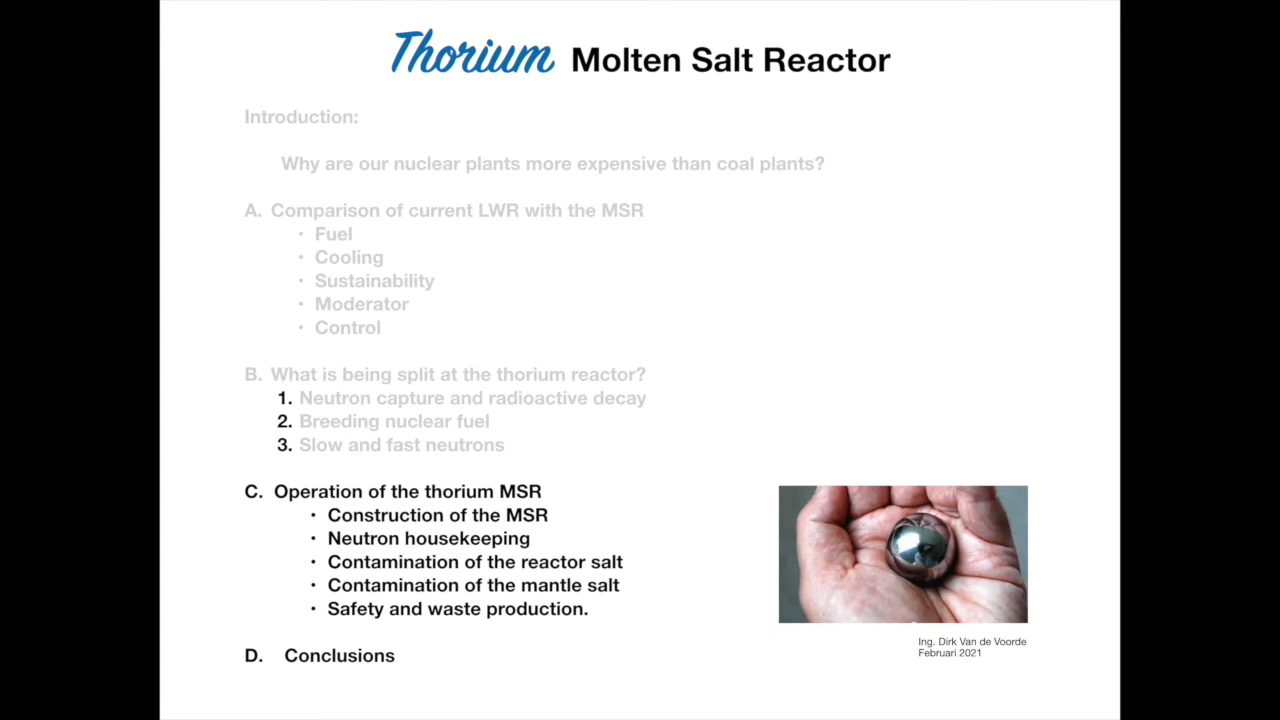 Thorium Molten Salt Reactor
Introduction:
Why are our nuclear plants more expensive than coal plants?
A. Comparison of current LWR with the MSR
• Fuel
• Cooling
• Sustainability
• Moderator
• Control
B. What is being split at the thorium reactor?
1. Neutron capture and radioactive decay
2. Breeding nuclear fuel
3. Slow and fast neutrons
C. Operation of the thorium MSR
• Construction of the MSR
• Neutron housekeeping
• Contamination of the reactor salt
• Contamination of the mantle salt
• Safety and waste production.
D. Conclusions
Ing. Dirk Van de Voorde
Februari 2021